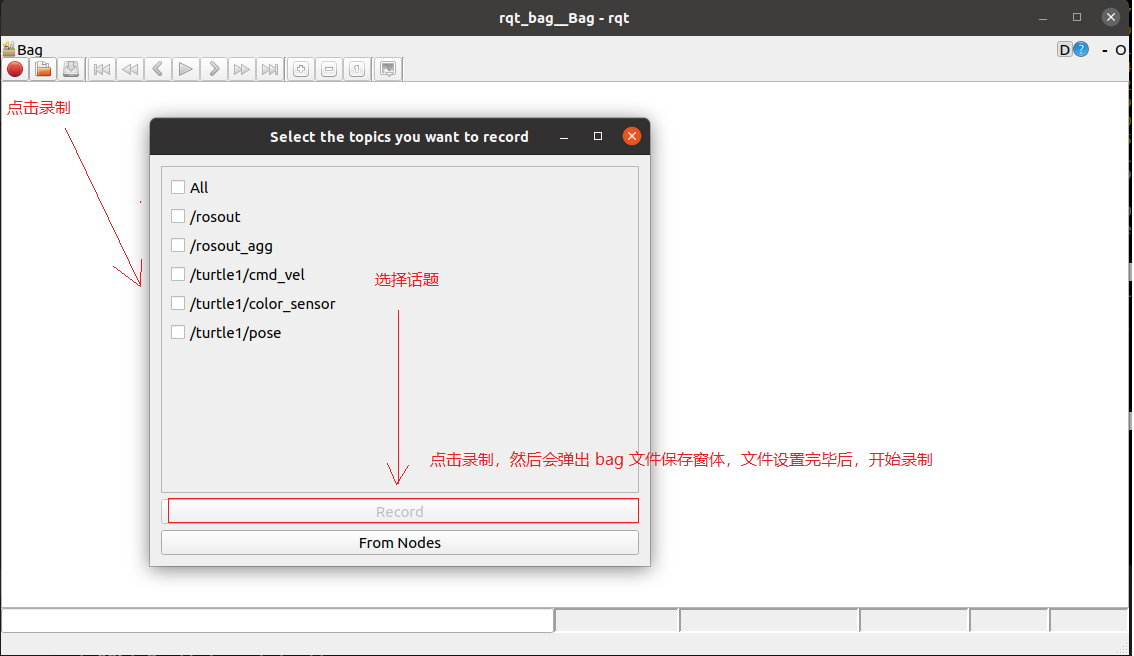 rqt_bag__Bag - rqt
Bag
D ? - O
点击录制
Select the topics you want to record
All
/rosout
/rosout_agg
/turtle1/cmd_vel
选择话题
/turtle1/color_sensor
/turtle1/pose
点击录制，然后会弹出 bag 文件保存窗体，文件设置完毕后，开始录制
Record
From Nodes